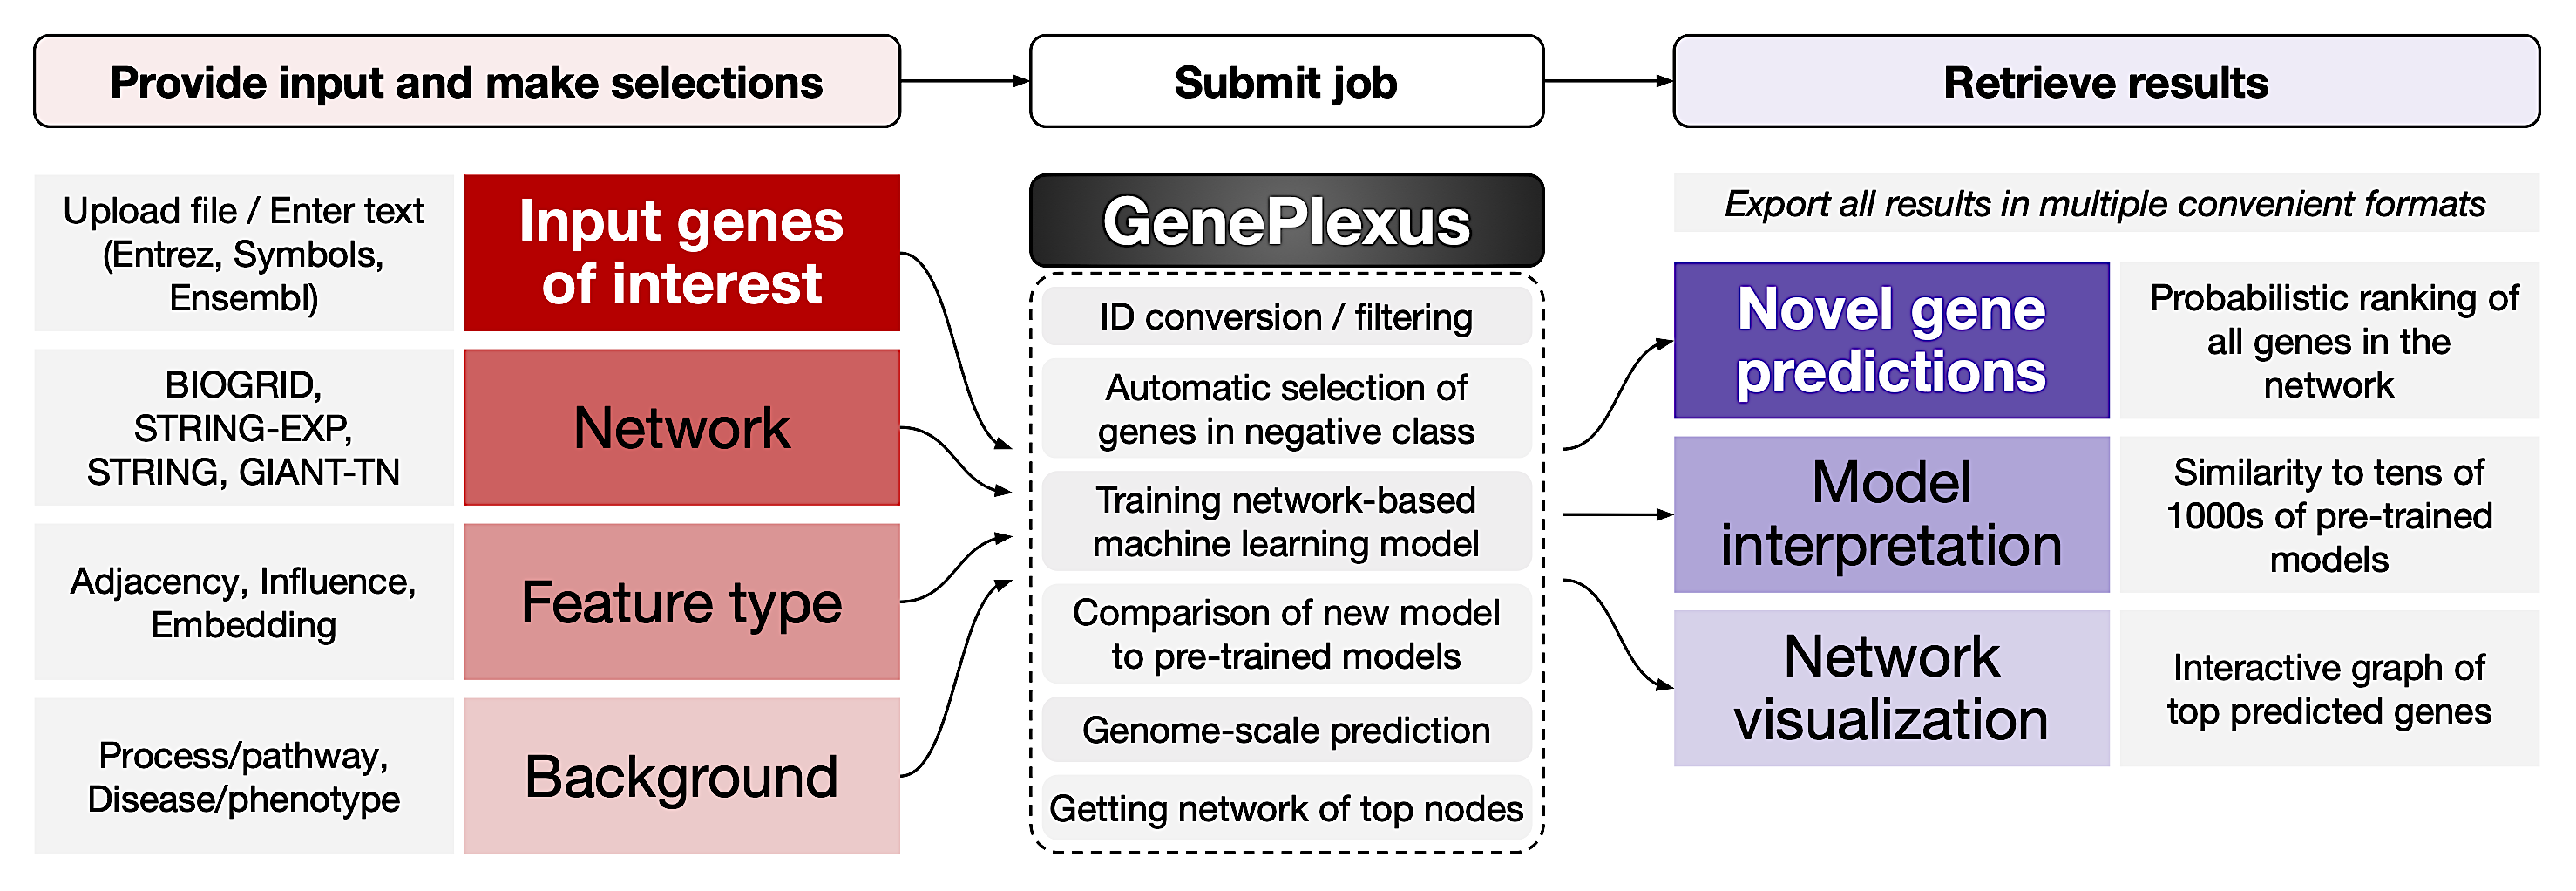 Provide input and make selections
Submit job
Retrieve results
Upload file / Enter text
(Entrez, Symbols,
Ensembl)
Input genes
of interest
BIOGRID,
STRING-EXP,
STRING, GIANT-TN
Network
Adjacency, Influence,
Embedding
Feature type
Process/pathway,
Disease/phenotype
Background
GenePlexus
ID conversion / filtering
Automatic selection of
genes in negative class
Training network-based
machine learning model
Comparison of new model
to pre-trained models
Genome-scale prediction
Getting network of top nodes
Export all results in multiple convenient formats
Novel gene
predictions
Probabilistic ranking of
all genes in the
network
Model
interpretation
Similarity to tens of
1000s of pre-trained
models
Network
visualization
Interactive graph of
top predicted genes